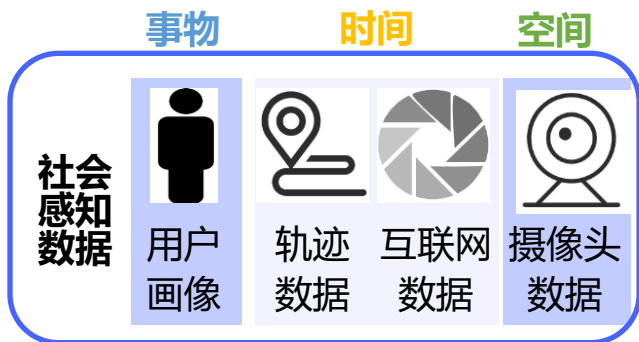 事物 时间 空间
社会
感知
数据
用户
画像
轨迹
数据
互联网
数据
摄像头
数据